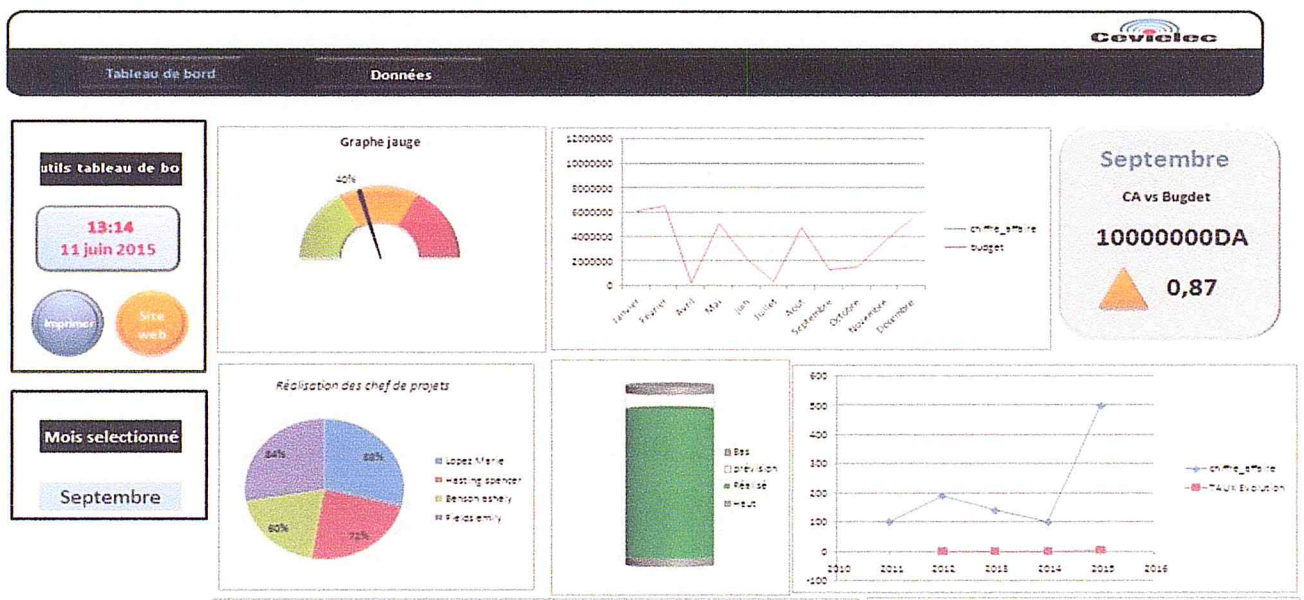 Cevielec
Tableau de bord
Données
utils tableau de bo
13:14
11 juin 2015
Imprimer
Site
web
Mois selectionné
Septembre
Graphe jauge
40%
12000000
10000000
8000000
6000000
4000000
2000000
0
Janvier
Février
Avril
Mai
Juin
Juillet
Aout
Septembre
Octobre
Novembre
Décembre
chiffre_affaire
budget
Septembre
CA vs Bugdet
10000000DA
0,87
Réalisation des chef de projets
84%
88%
60%
72%
Lopez Marie
Hasting spencer
Benson ashely
Fields emily
Bas
prévision
Réalisé
Haut
600
500
400
300
200
100
0
-100
2010
2011
2012
2013
2014
2015
2016
chiffre_affaire
TAUX Evolution